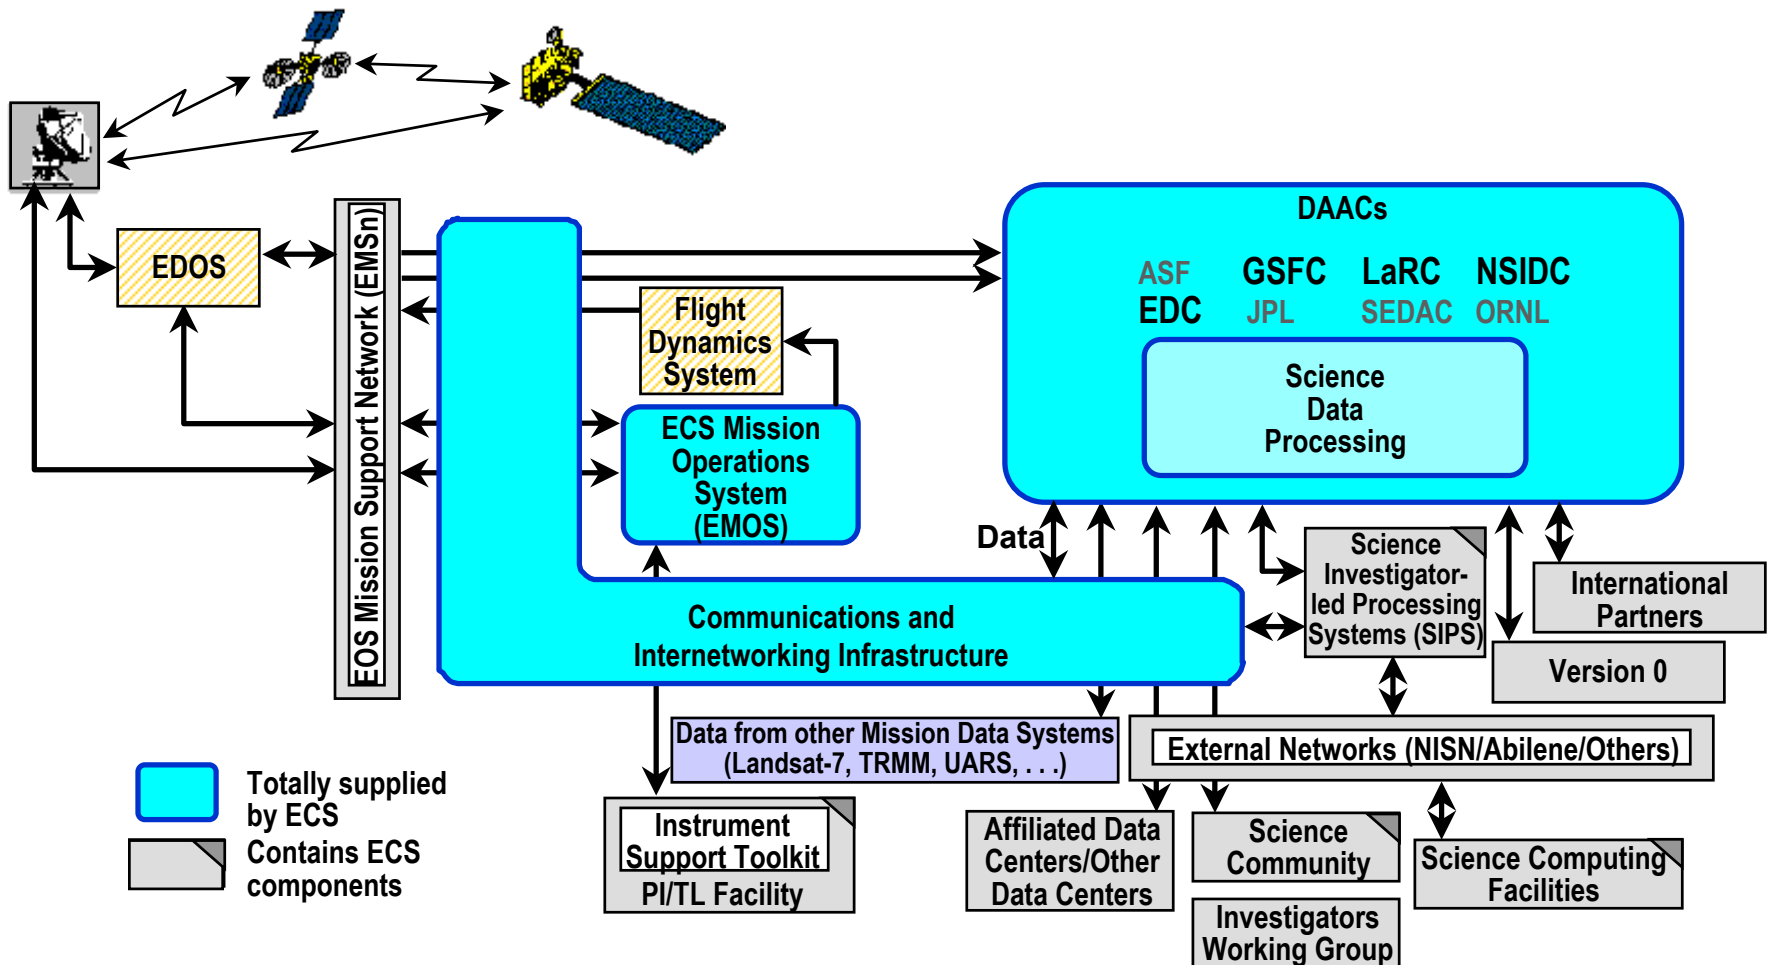 DAACs
ASF GSFC LaRC NSIDC
EDC JPL SEDAC ORNL
Science
Data
Processing
EDOS
EOS Mission Support Network (EMSn)
Flight
Dynamics
System
ECS Mission
Operations
System
(EMOS)
Data
Science
Investigator-
led Processing
Systems (SIPS)
International
Partners
Version 0
Communications and
Internetworking Infrastructure
Data from other Mission Data Systems
(Landsat-7, TRMM, UARS, . . .)
External Networks (NISN/Abilene/Others)
Totally supplied
by ECS
Contains ECS
components
Instrument
Support Toolkit
PI/TL Facility
Affiliated Data
Centers/Other
Data Centers
Science
Community
Science Computing
Facilities
Investigators
Working Group